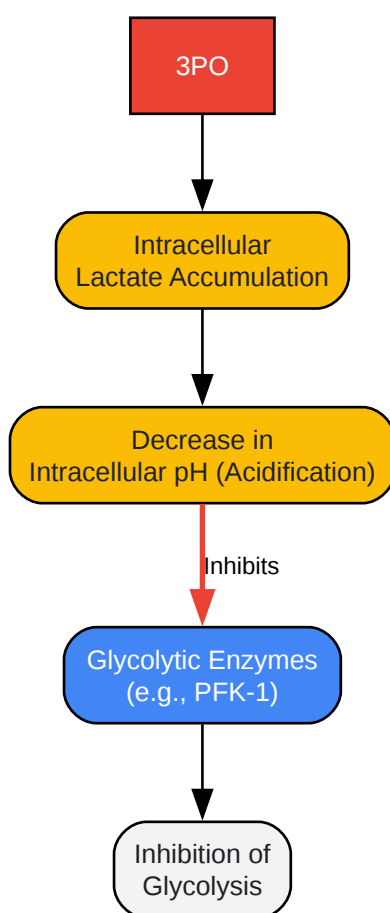 3PO
Intracellular
Lactate Accumulation
Decrease in
Intracellular pH (Acidification)
Inhibits
Glycolytic Enzymes
(e.g., PFK-1)
Inhibition of
Glycolysis